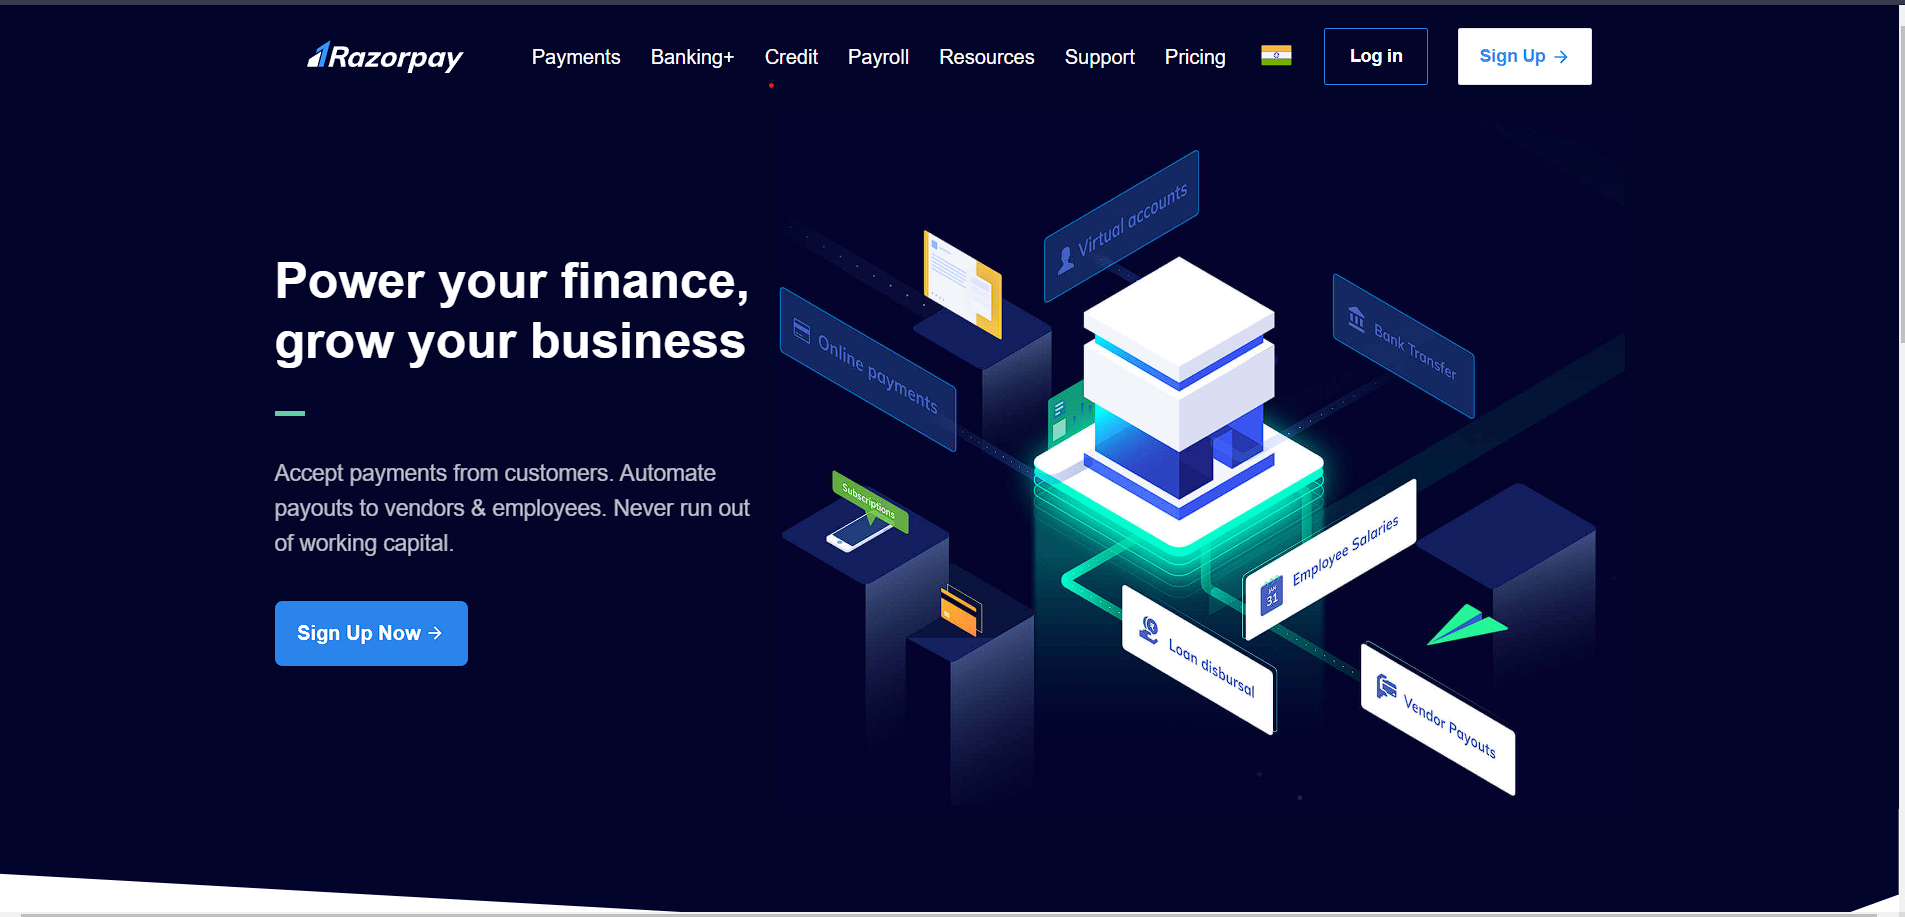 Razorpay
Payments
Banking+
Credit
Payroll
Resources
Support
Pricing
Log in
Sign Up →
Power your finance,
grow your business
Accept payments from customers. Automate
payouts to vendors & employees. Never run out
of working capital.
Sign Up Now →
Virtual accounts
Online payments
Bank Transfer
Subscriptions
JAN
31
Employee Salaries
Loan disbursal
Vendor Payouts